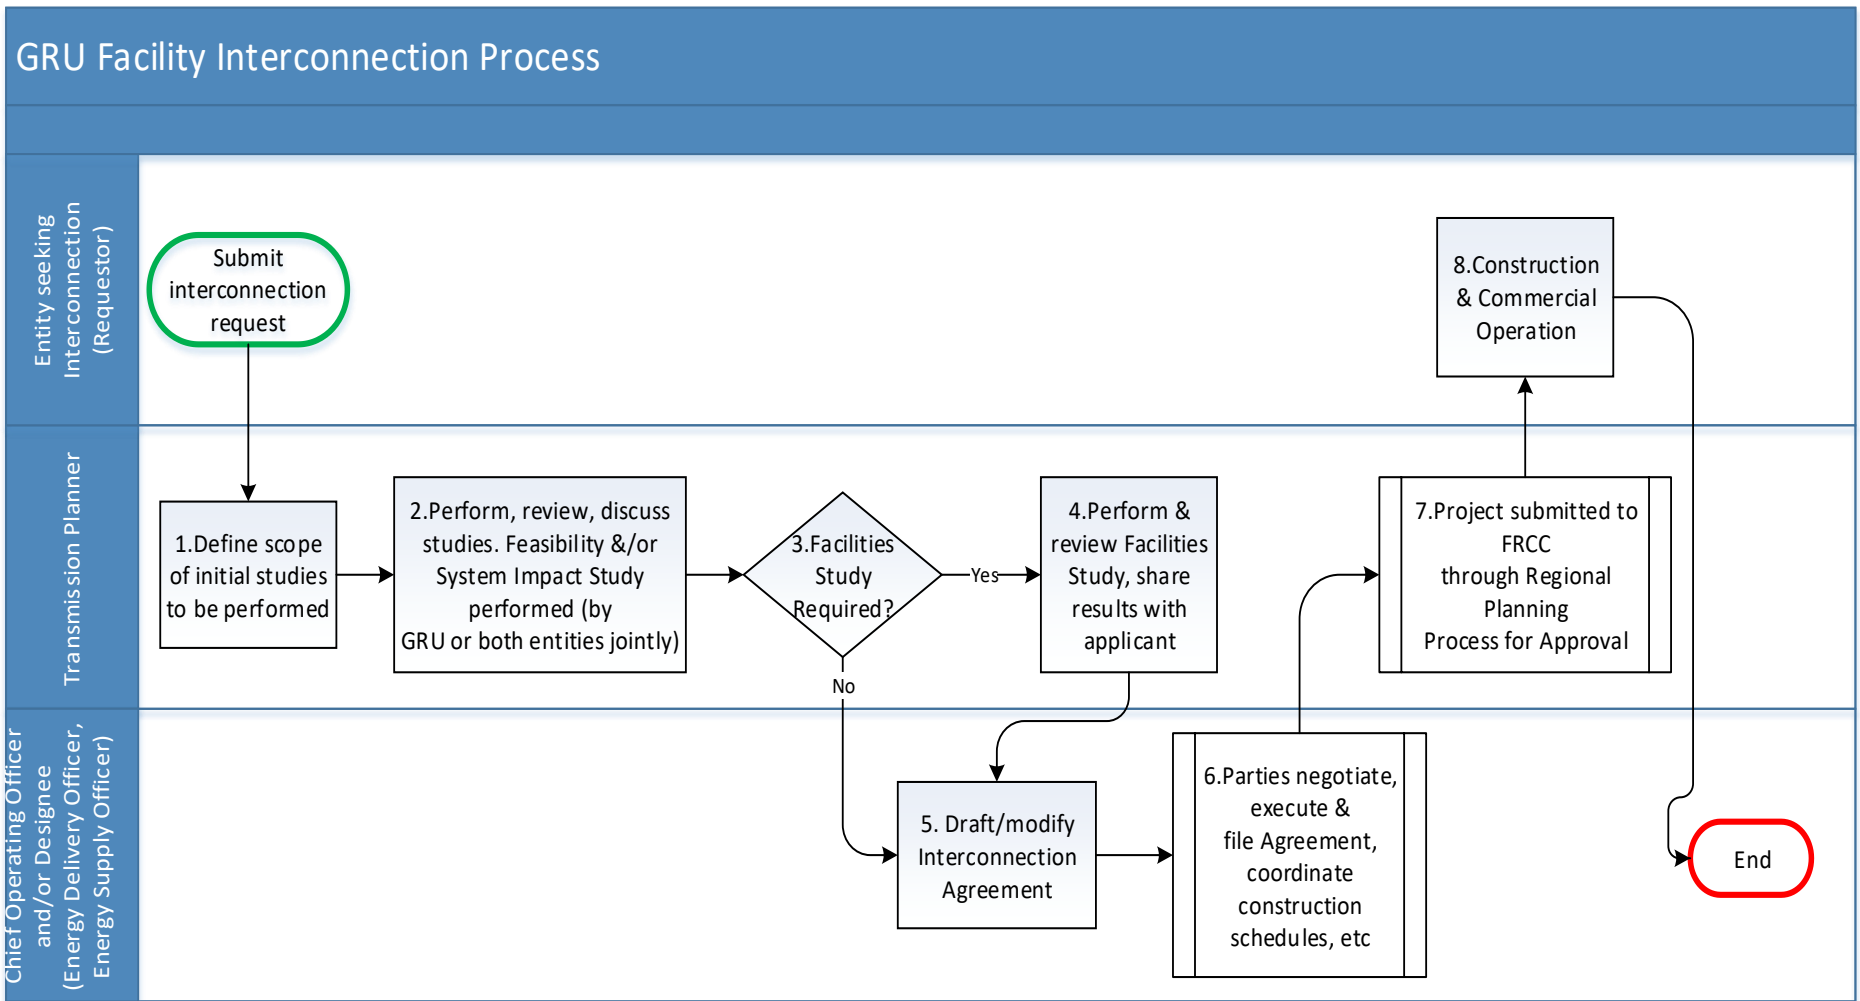 GRU Facility Interconnection Process
Entity seeking
Interconnection
(Requestor)
Submit
interconnection
request
8.Construction
& Commercial
Operation
Transmission Planner
1.Define scope
of initial studies
to be performed
2.Perform, review, discuss
studies. Feasibility &/or
System Impact Study
performed (by
GRU or both entities jointly)
3.Facilities
Study
Required?
Yes
No
4.Perform &
review Facilities
Study, share
results with
applicant
7.Project submitted to
FRCC
through Regional
Planning
Process for Approval
Chief Operating Officer
and/or Designee
(Energy Delivery Officer,
Energy Supply Officer)
5. Draft/modify
Interconnection
Agreement
6.Parties negotiate,
execute &
file Agreement,
coordinate
construction
schedules, etc
End